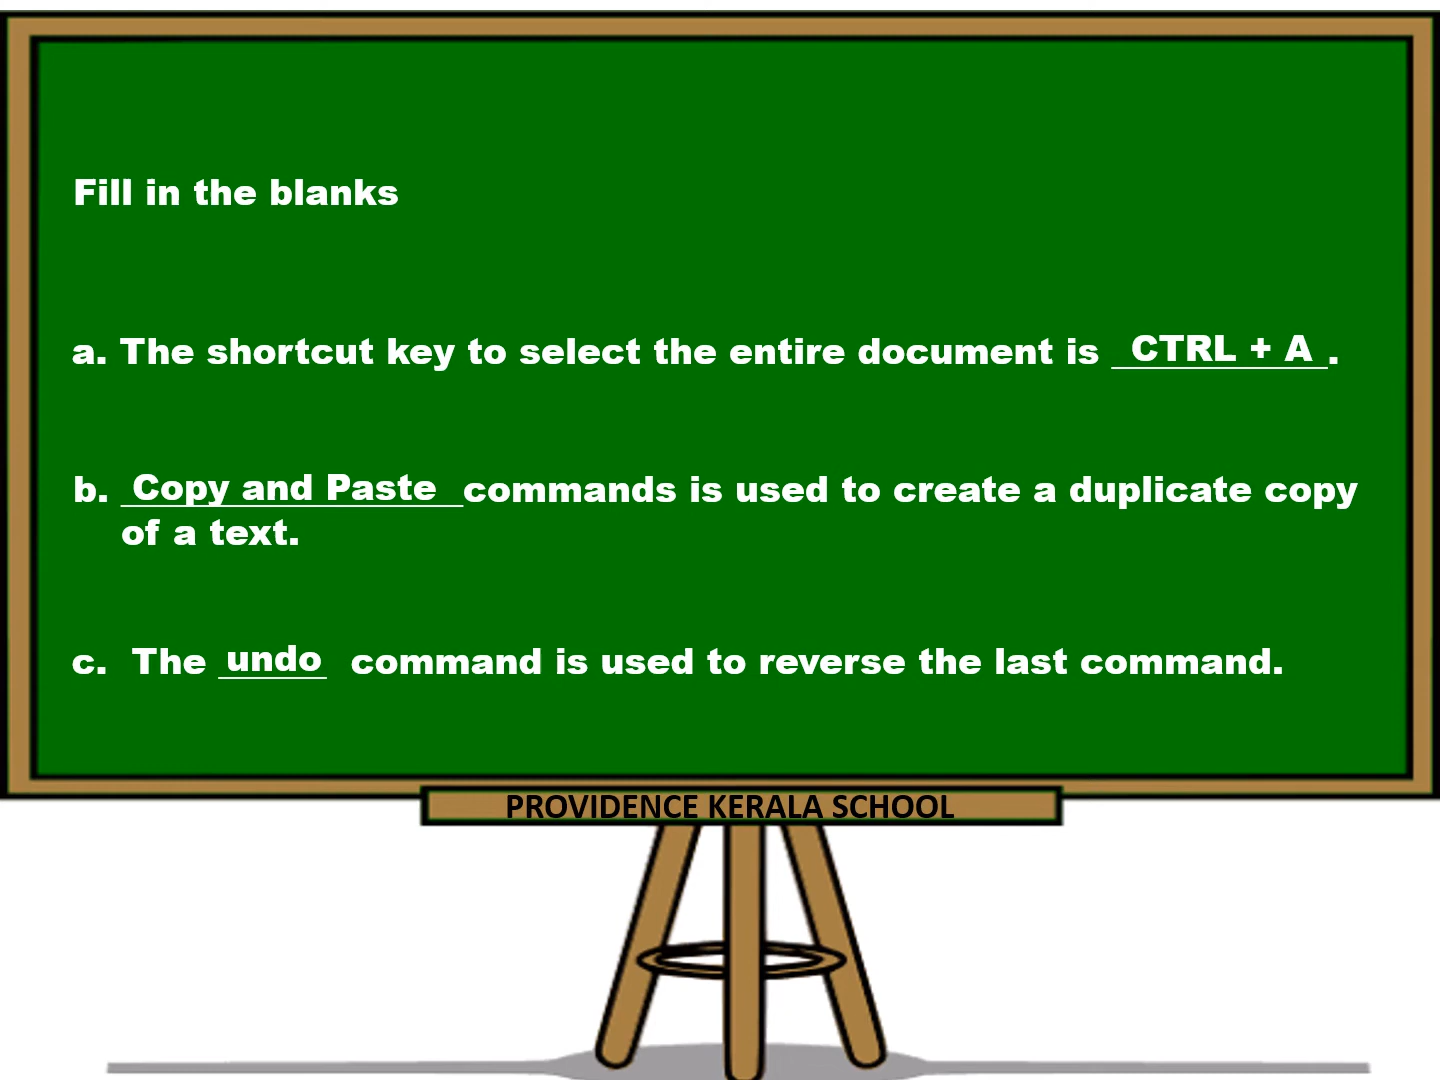 Fill in the blanks
a. The shortcut key to select the entire document is CTRL + A.
b. Copy and Paste commands is used to create a duplicate copy
of a text.
c. The undo command is used to reverse the last command.
PROVIDENCE KERALA SCHOOL